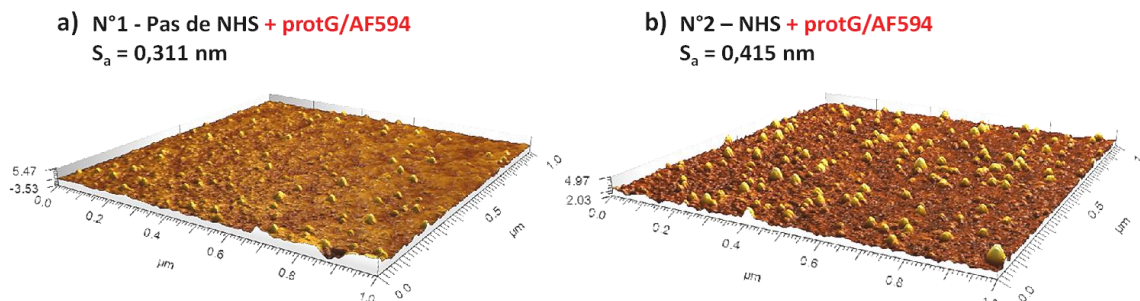 a) N°1 - Pas de NHS + protG/AF594
Sa = 0,311 nm
b) N°2 – NHS + protG/AF594
Sa = 0,415 nm
5.47
-3.53
0.0
0.2
0.4
0.6
0.8
1.0
µm
0.0
0.5
1.0
µm
4.97
2.03
0.0
0.2
0.4
0.6
0.8
1.0
µm
0.0
0.5
µm